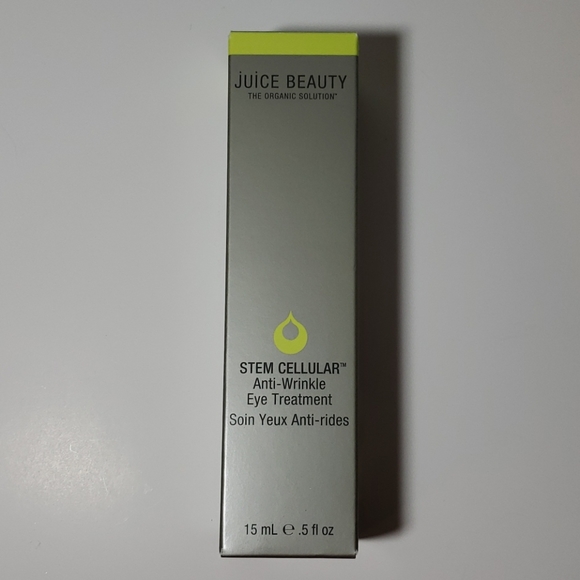 juice BEAUTY
THE ORGANIC SOLUTION™
STEM CELLULAR™
Anti-Wrinkle
Eye Treatment
Soin Yeux Anti-rides
15 mL ℮ .5 fl oz